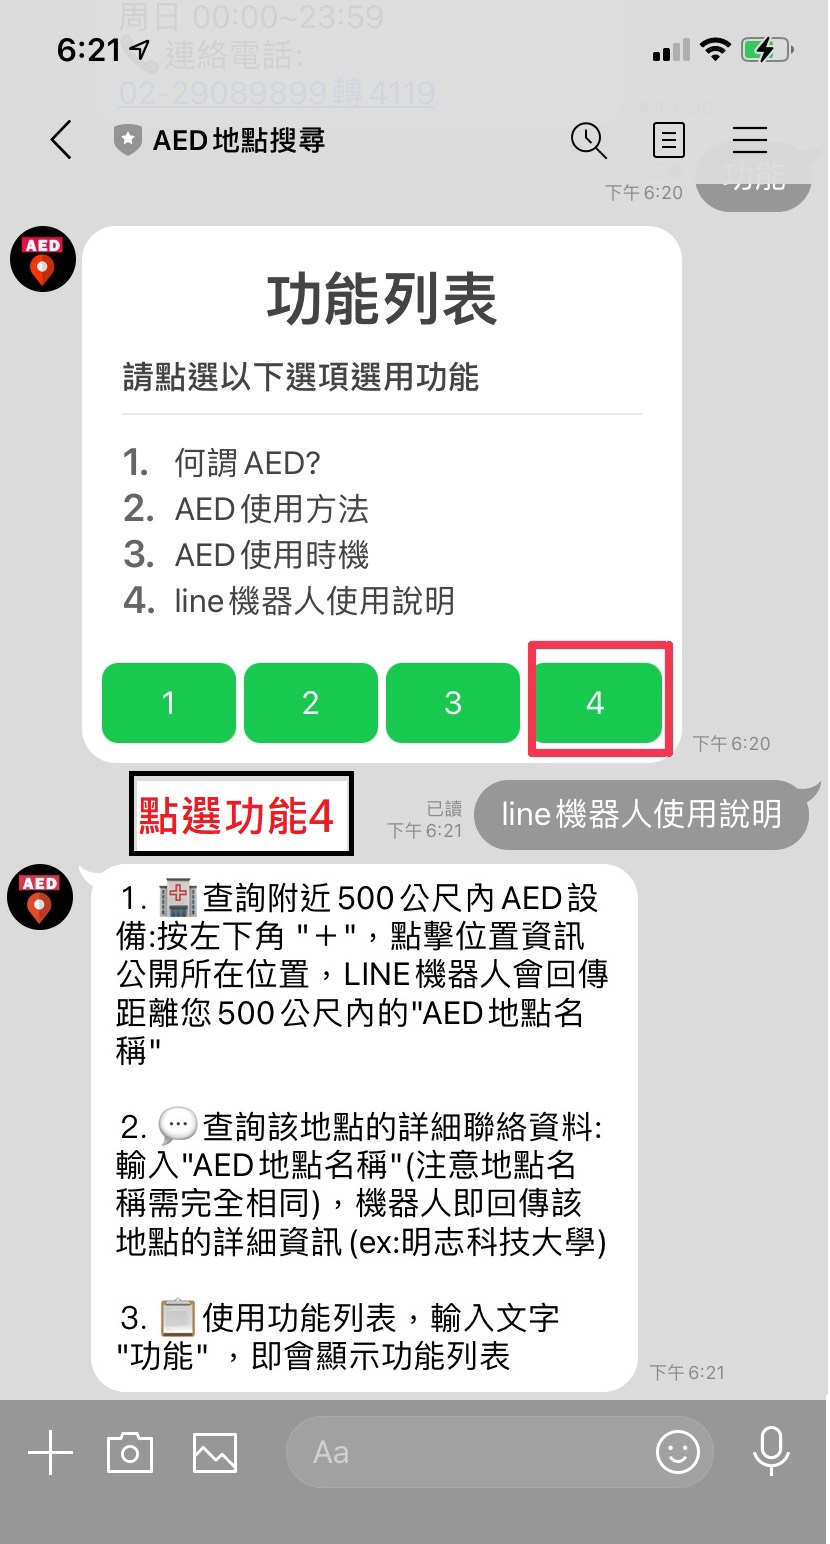 周日 00:00~23:59
6:21
連絡電話:
02-29089899轉4119
下午 6:20
AED地點搜尋
已讀
下午 6:20
功能
AED
功能列表
請點選以下選項選用功能
1. 何謂AED?
2. AED使用方法
3. AED使用時機
4. line機器人使用說明
1 2 3 4
下午 6:20
點選功能4
已讀
下午 6:21
line機器人使用說明
AED
1. 🏥查詢附近500公尺內AED設
備:按左下角 "＋"，點擊位置資訊
公開所在位置，LINE機器人會回傳
距離您500公尺內的"AED地點名
稱"
2. 💬查詢該地點的詳細聯絡資料:
輸入"AED地點名稱"(注意地點名
稱需完全相同)，機器人即回傳該
地點的詳細資訊(ex:明志科技大學)
3. 📋使用功能列表，輸入文字
"功能" ，即會顯示功能列表
下午 6:21
Aa